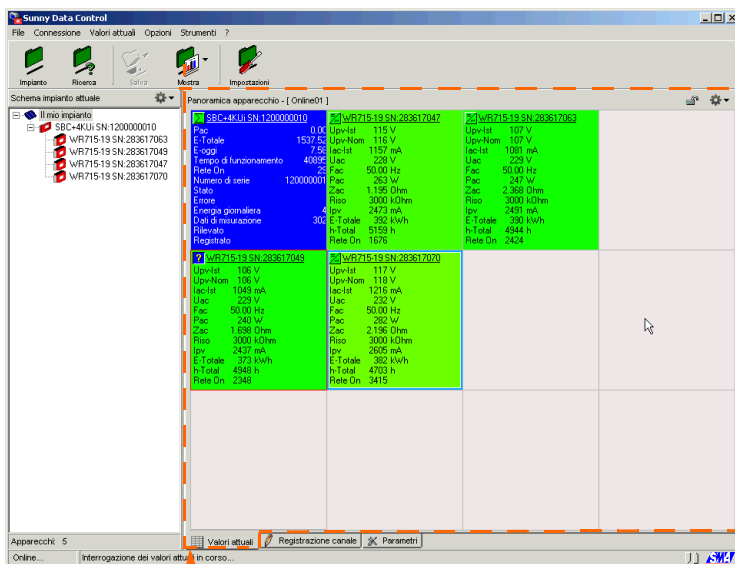 Sunny Data Control
File Connessione Valori attuali Opzioni Strumenti ?
Impianto Ricerca Salva Mostra Impostazioni
Schema impianto attuale
Il mio impianto
SBC+4KUi SN:1200000010
WR715-19 SN:283617063
WR715-19 SN:283617049
WR715-19 SN:283617047
WR715-19 SN:283617070
Panoramica apparecchio - [ Online01 ]
SBC+4KUi SN:1200000010
Pac 0.00
E-Totale 1537.52
E-oggi 7.58
Tempo di funzionamento 40895
Rete On 29
Numero di serie 120000001
Stato
Errore
Energia giornaliera 4
Dati di misurazione 302
Rilevato
Registrato
WR715-19 SN:283617047
Upv-Ist 115 V
Upv-Nom 116 V
Iac-Ist 1157 mA
Uac 228 V
Fac 50.00 Hz
Pac 263 W
Zac 1.195 Ohm
Riso 3000 kOhm
Ipv 2473 mA
E-Totale 392 kWh
h-Total 5159 h
Rete On 1676
WR715-19 SN:283617063
Upv-Ist 107 V
Upv-Nom 107 V
Iac-Ist 1081 mA
Uac 229 V
Fac 50.00 Hz
Pac 247 W
Zac 2.368 Ohm
Riso 3000 kOhm
Ipv 2491 mA
E-Totale 390 kWh
h-Total 4944 h
Rete On 2424
? WR715-19 SN:283617049
Upv-Ist 106 V
Upv-Nom 106 V
Iac-Ist 1049 mA
Uac 229 V
Fac 50.00 Hz
Pac 240 W
Zac 1.698 Ohm
Riso 3000 kOhm
Ipv 2437 mA
E-Totale 373 kWh
h-Total 4948 h
Rete On 2348
WR715-19 SN:283617070
Upv-Ist 117 V
Upv-Nom 118 V
Iac-Ist 1216 mA
Uac 232 V
Fac 50.00 Hz
Pac 282 W
Zac 2.196 Ohm
Riso 3000 kOhm
Ipv 2605 mA
E-Totale 382 kWh
h-Total 4703 h
Rete On 3415
Apparecchi: 5
Valori attuali Registrazione canale Parametri
Online... Interrogazione dei valori attuali in corso...
SMA